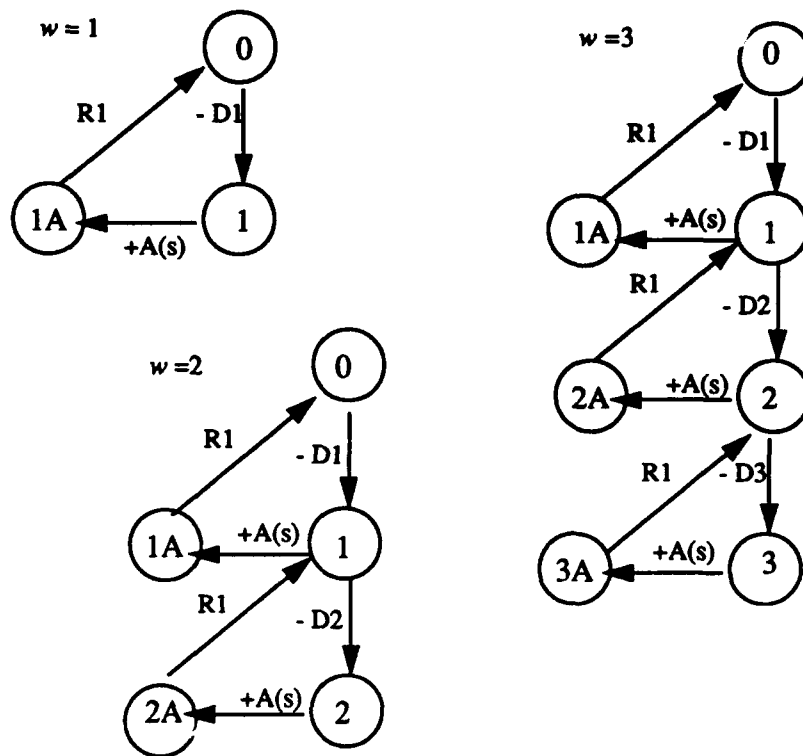 w = 1
0
R1
- D1
1A
+A(s)
1
w =2
0
R1
- D1
1A
+A(s)
1
R1
- D2
2A
+A(s)
2
w =3
0
R1
- D1
1A
+A(s)
1
R1
- D2
2A
+A(s)
2
R1
- D3
3A
+A(s)
3